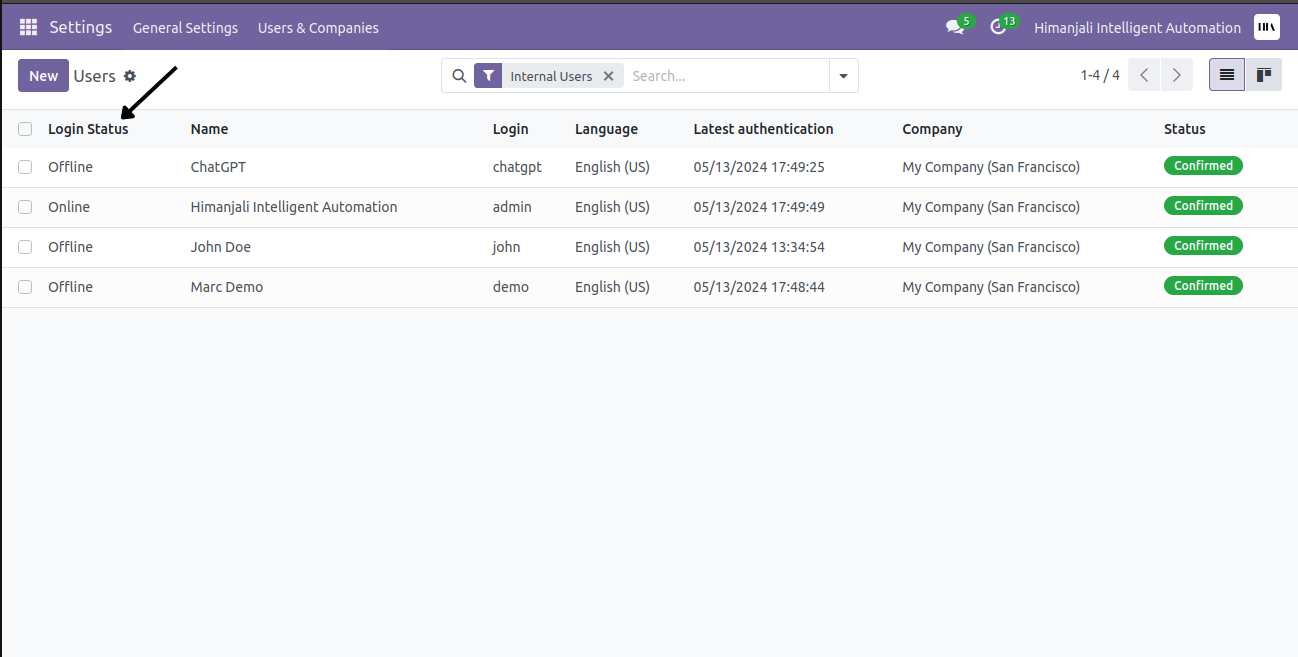 Settings General Settings Users & Companies 5 13 Himanjali Intelligent Automation
New Users Internal Users Search... 1-4 / 4
Login Status Name Login Language Latest authentication Company Status
Offline ChatGPT chatgpt English (US) 05/13/2024 17:49:25 My Company (San Francisco) Confirmed
Online Himanjali Intelligent Automation admin English (US) 05/13/2024 17:49:49 My Company (San Francisco) Confirmed
Offline John Doe john English (US) 05/13/2024 13:34:54 My Company (San Francisco) Confirmed
Offline Marc Demo demo English (US) 05/13/2024 17:48:44 My Company (San Francisco) Confirmed